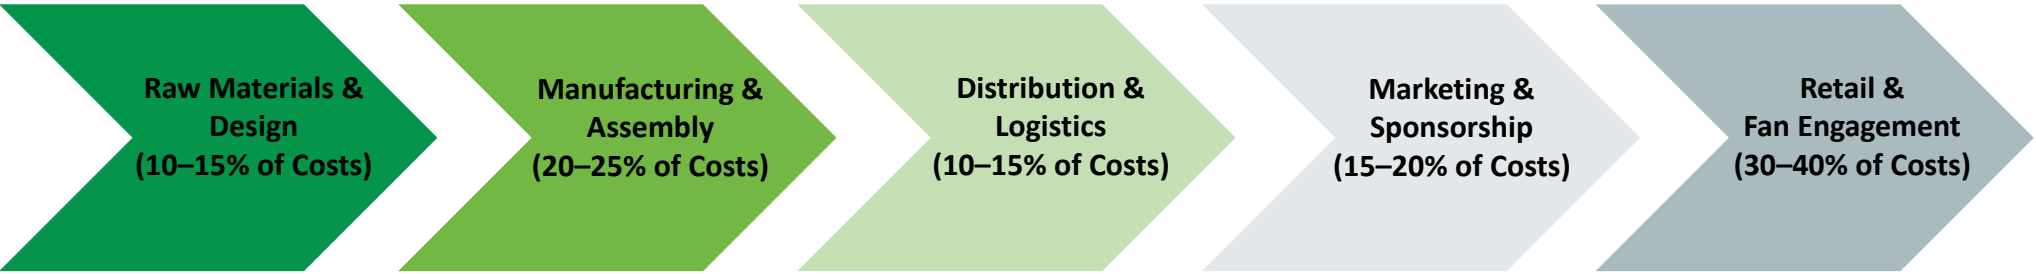 Raw Materials &
Design
(10–15% of Costs)
Manufacturing &
Assembly
(20–25% of Costs)
Distribution &
Logistics
(10–15% of Costs)
Marketing &
Sponsorship
(15–20% of Costs)
Retail &
Fan Engagement
(30–40% of Costs)